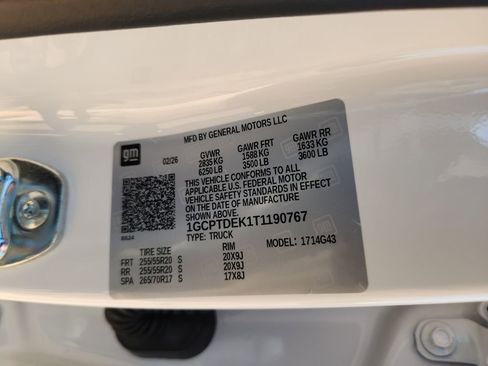 MFD BY GENERAL MOTORS LLC
gm
02/26
GVWR GAWR FRT GAWR RR
2835 KG 1588 KG 1633 KG
6250 LB 3500 LB 3600 LB
THIS VEHICLE CONFORMS TO ALL
APPLICABLE U.S. FEDERAL MOTOR
VEHICLE SAFETY STANDARDS IN EFFECT
ON THE DATE OF MANUFACTURE
1GCPTDEK1T1190767
TYPE: TRUCK MODEL: 1714G43
TIRE SIZE RIM
FRT 255/55R20 S 20X9J
RR 255/55R20 S 20X9J
SPA 265/70R17 S 17X8J